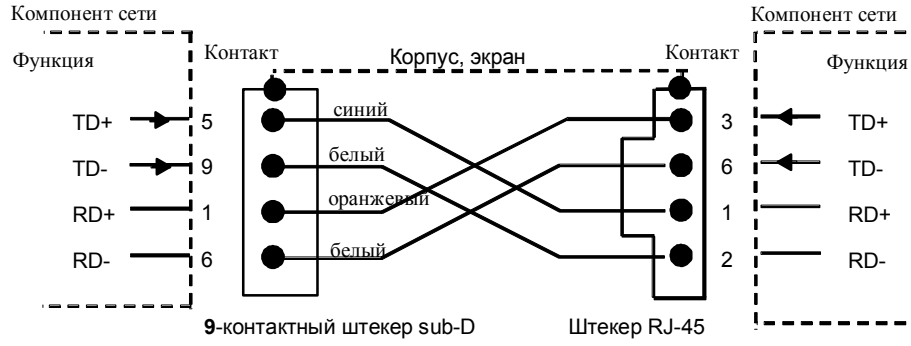 Компонент сети
Компонент сети
Функция
Контакт
Корпус, экран
Контакт
Функция
TD+ 5 синий 3 TD+
TD- 9 белый 6 TD-
RD+ 1 оранжевый 1 RD+
RD- 6 белый 2 RD-
9-контактный штекер sub-D
Штекер RJ-45